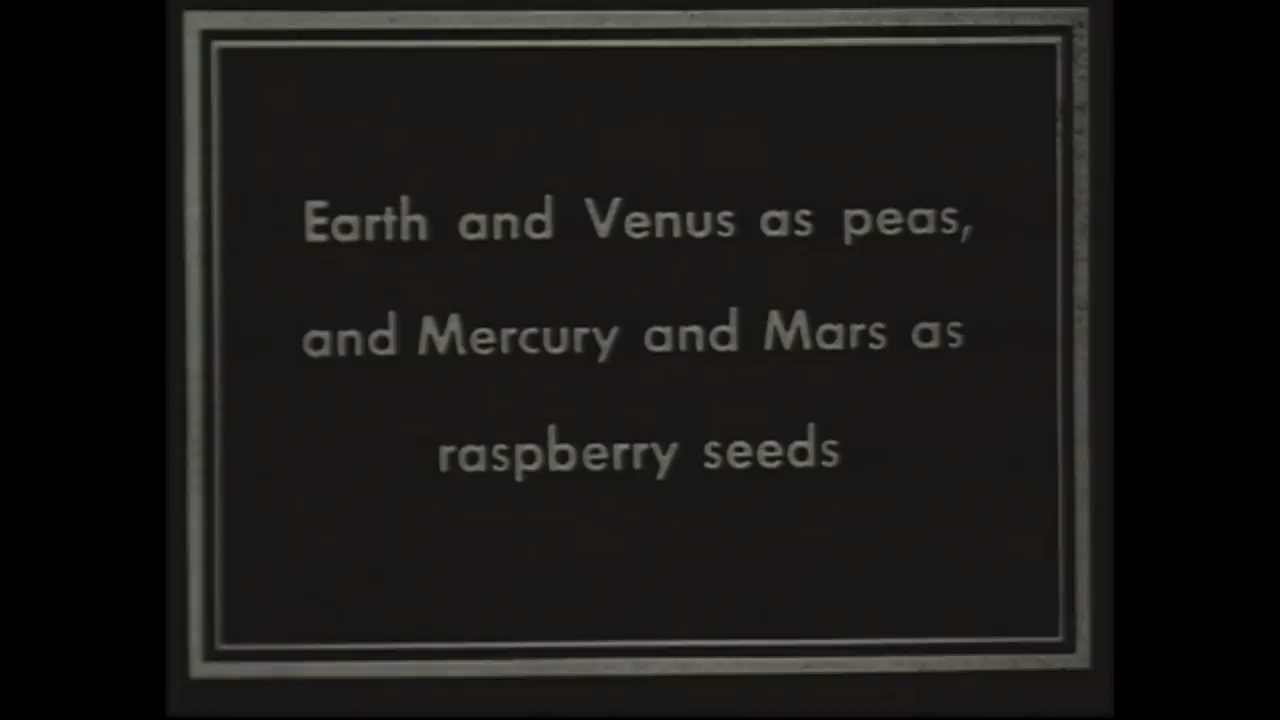 Earth and Venus as peas,
and Mercury and Mars as
raspberry seeds